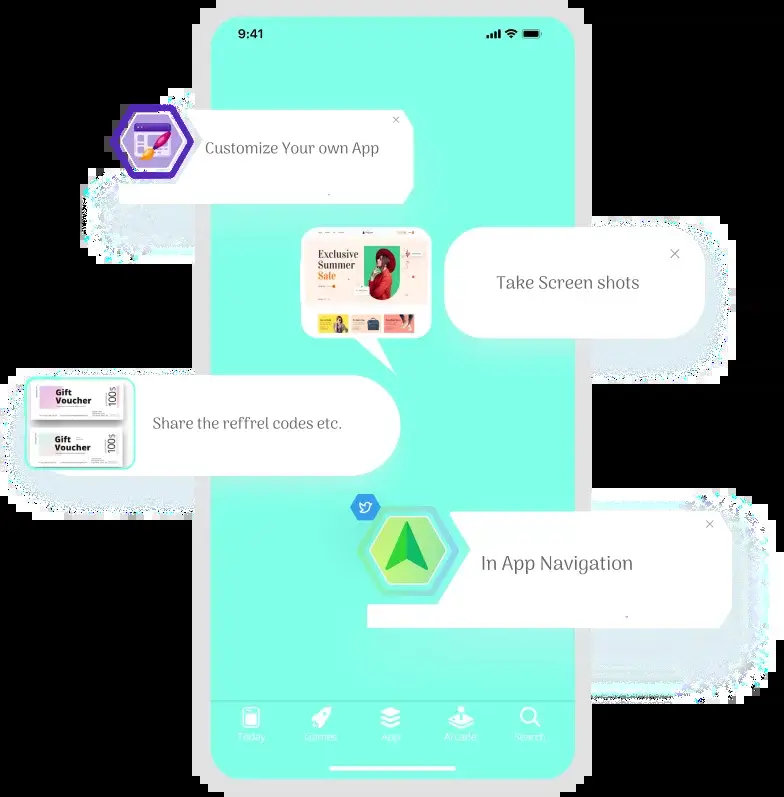 9:41
Customize Your own App
Exclusive
Summer
Sale
Take Screen shots
Gift
Voucher
100$
Share the reffrel codes etc.
Gift
Voucher
100$
In App Navigation
Today
Games
App
Arcade
Search